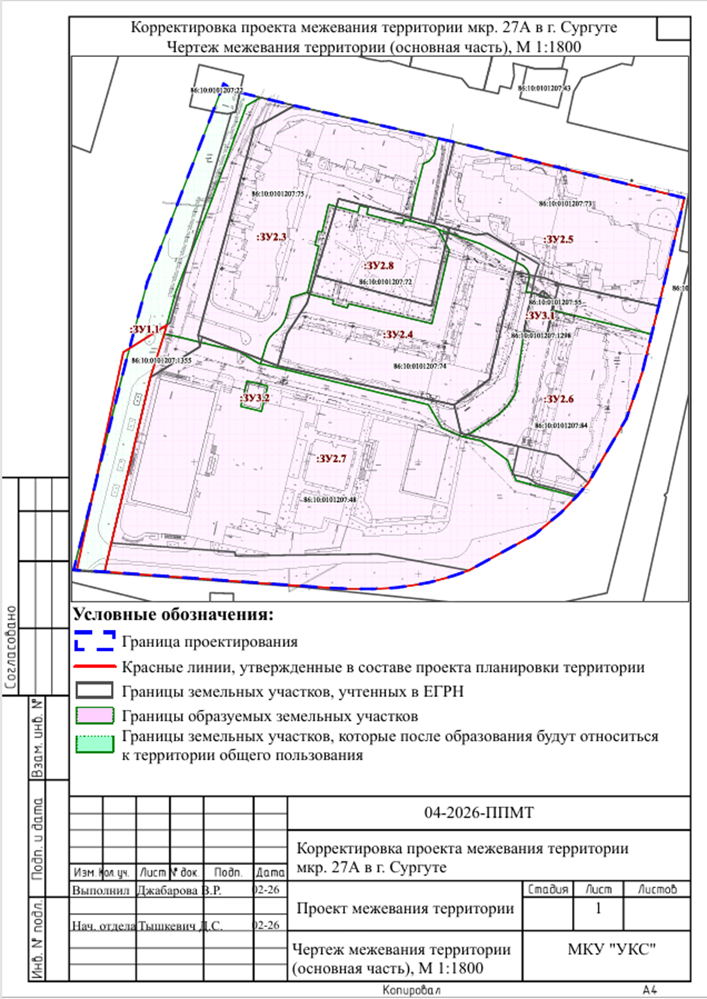 Корректировка проекта межевания территории мкр. 27А в г. Сургуте
Чертеж межевания территории (основная часть), М 1:1800
86:10:0101207:22
86:10:0101207:43
86:10:0101207:75
86:10:0101207:73
:ЗУ2.3
:ЗУ2.5
:ЗУ2.8
86:10:0101207:72
86:10
86:10:0101207:55
:ЗУ3.1
:ЗУ1.1
:ЗУ2.4
86:10:0101207:1298
86:10:0101207:1355
86:10:0101207:74
:ЗУ3.2
:ЗУ2.6
86:10:0101207:84
:ЗУ2.7
86:10:0101207:48
Условные обозначения:
Граница проектирования
Красные линии, утвержденные в составе проекта планировки территории
Границы земельных участков, учтенных в ЕГРН
Границы образуемых земельных участков
Границы земельных участков, которые после образования будут относиться
к территории общего пользования
Согласовано
Взам. инв. №
Подп. и дата
Инв. № подл.
04-2026-ППМТ
Корректировка проекта межевания территории
мкр. 27А в г. Сургуте
Изм. Кол.уч. Лист № док. Подп. Дата
Выполнил Джабарова В.Р. 02-26
Нач. отдела Тышкевич Д.С. 02-26
Проект межевания территории
Стадия Лист Листов
1
Чертеж межевания территории
(основная часть), М 1:1800
МКУ "УКС"
Копировал А4